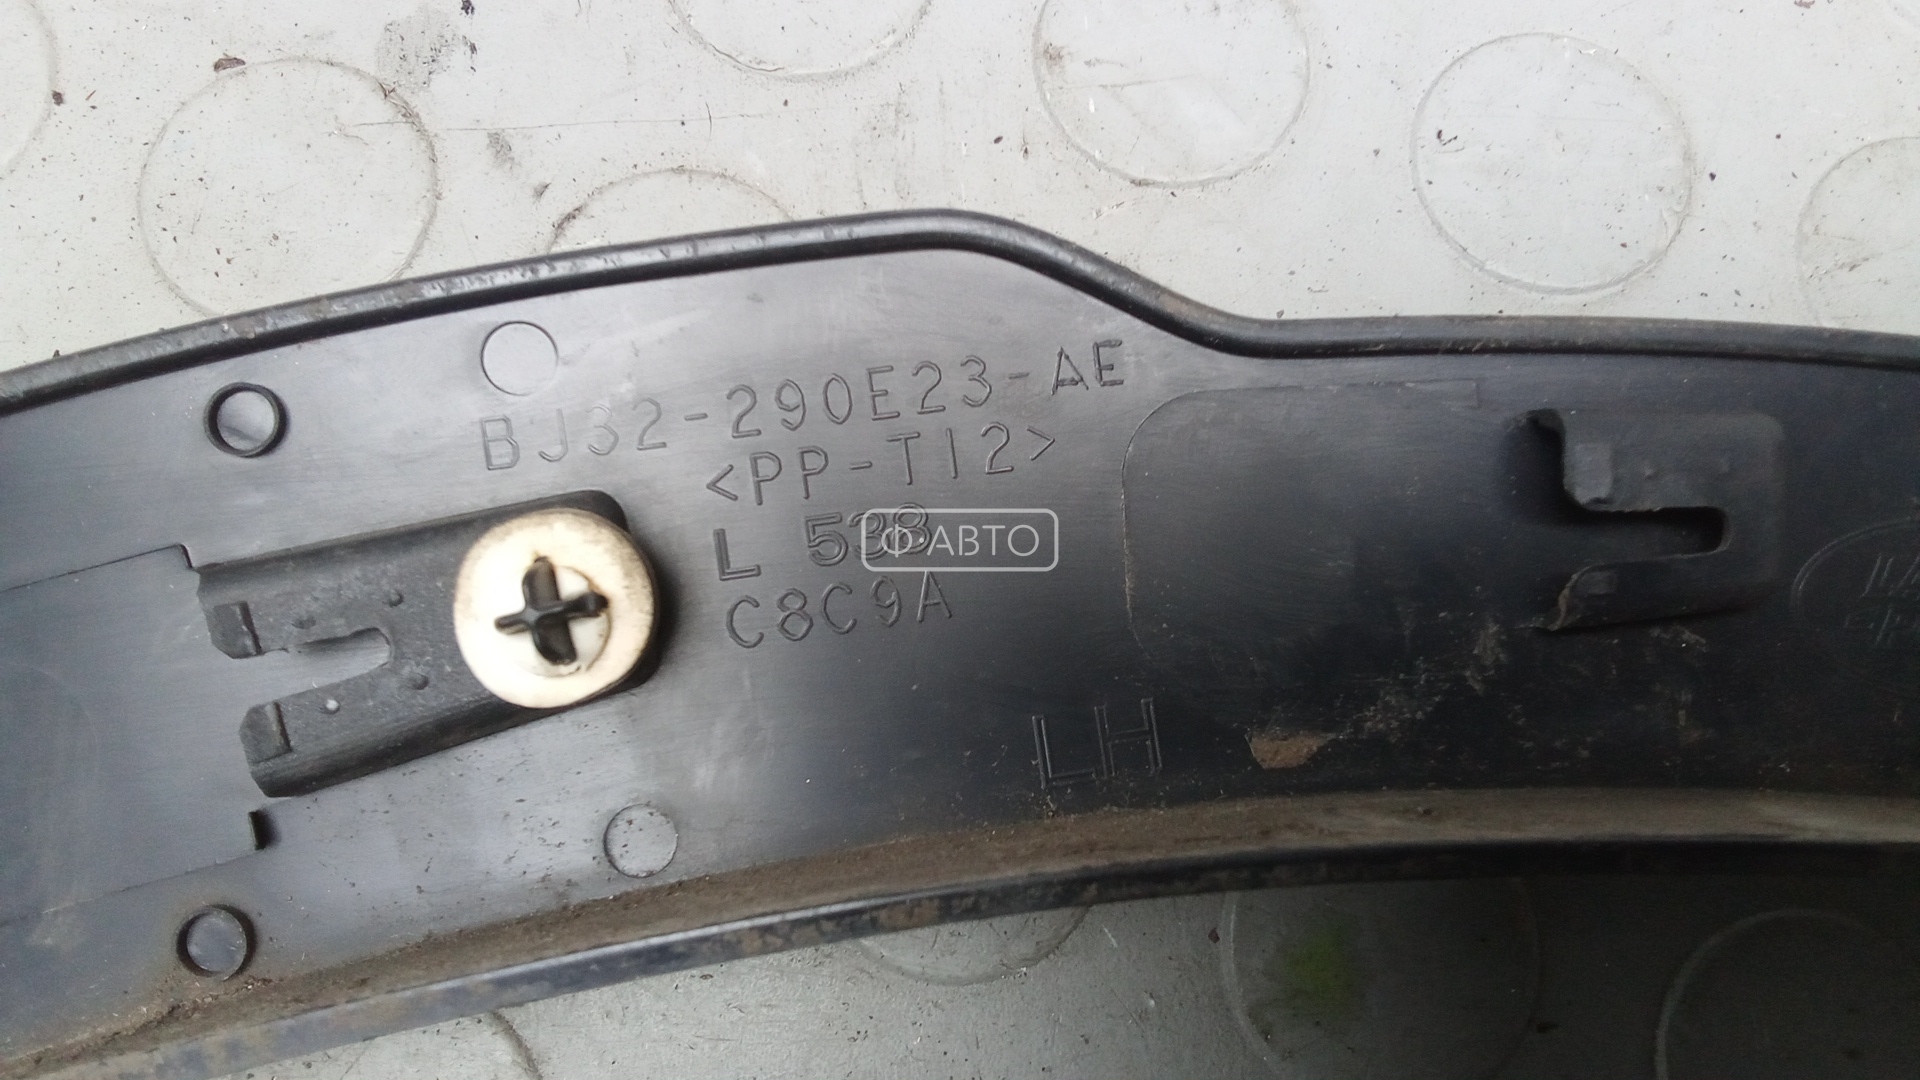 BJ32-290E23-AE
<PP-T12>
L 538
C8C9A
LH
Ф·АВТО